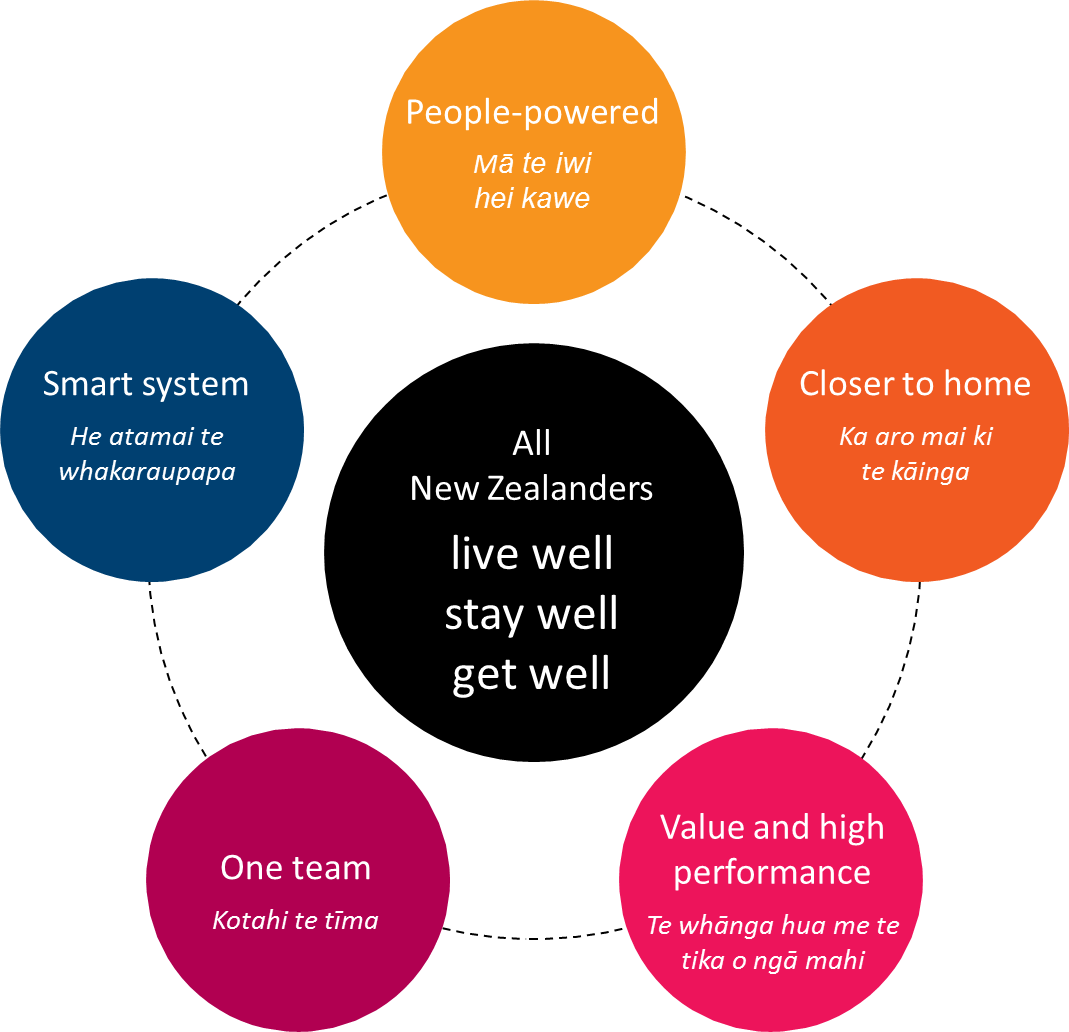 People-powered
Mā te iwi
hei kawe
Smart system
He atamai te
whakaraupapa
Closer to home
Ka aro mai ki
te kāinga
All
New Zealanders
live well
stay well
get well
One team
Kotahi te tīma
Value and high
performance
Te whānga hua me te
tika o ngā mahi